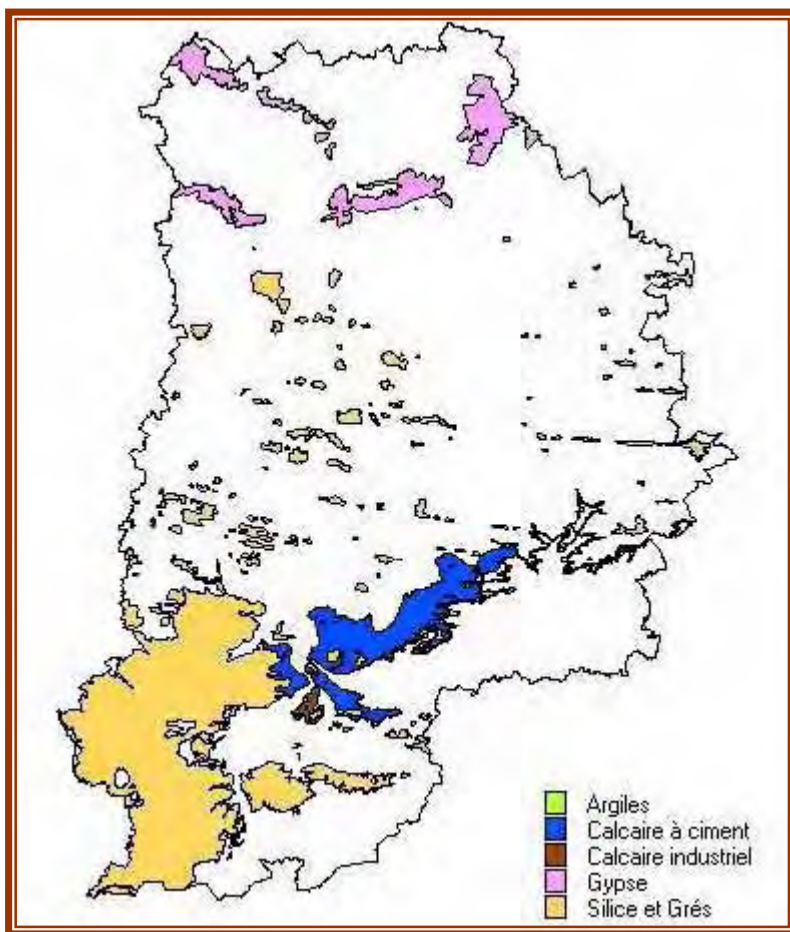 Argiles
Calcaire à ciment
Calcaire industriel
Gypse
Silice et Grés